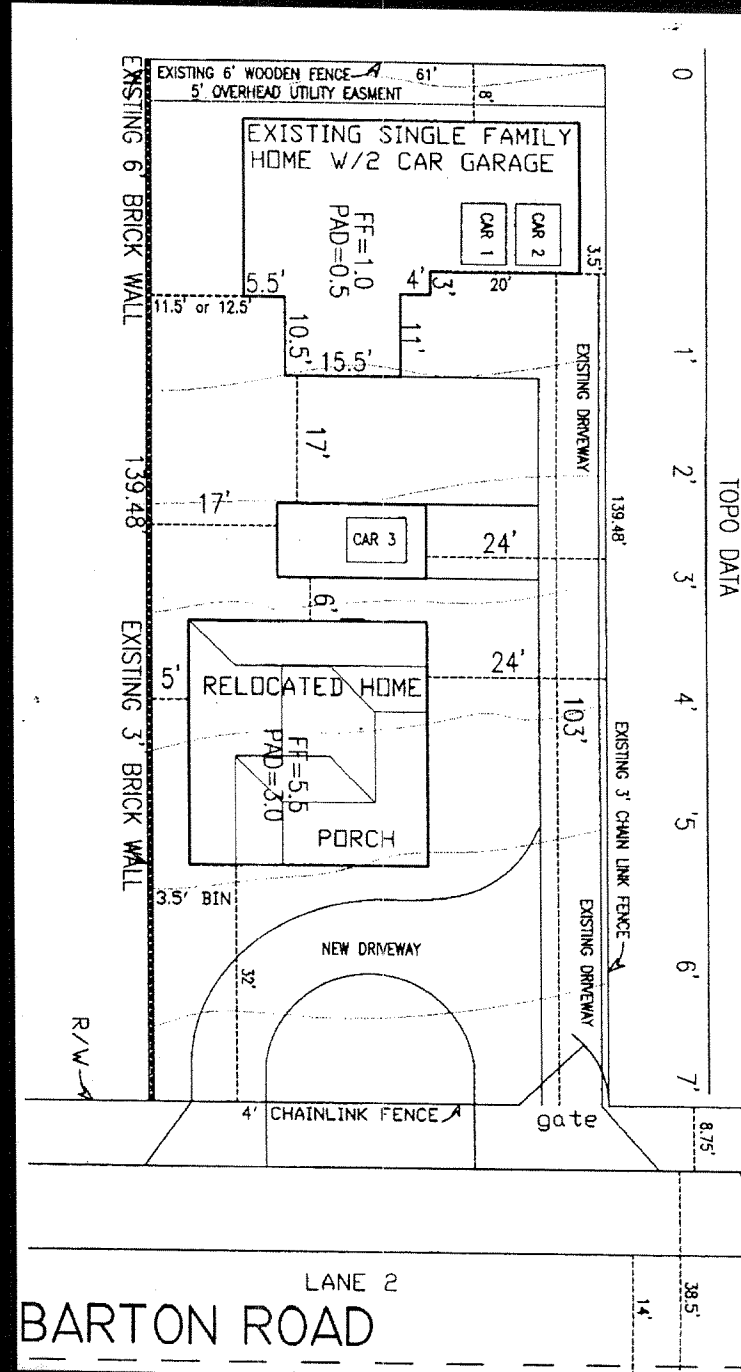 EXISTING 6' WOODEN FENCE
61'
5' OVERHEAD UTILITY EASMENT
8'
0
EXISTING 6' BRICK WALL
EXISTING SINGLE FAMILY
HOME W/2 CAR GARAGE
CAR 1
CAR 2
FF=1.0
PAD=0.5
3.5'
5.5'
4'
3'
20'
11.5' or 12.5'
10.5'
15.5'
11'
EXISTING DRIVEWAY
1'
17'
2'
TOPO DATA
139.48'
17'
CAR 3
24'
139.48'
3'
6'
EXISTING 3' BRICK WALL
5'
RELOCATED HOME
24'
4'
103'
FF=5.5
PAD=3.0
PORCH
EXISTING 3' CHAIN LINK FENCE
'5
3.5' BIN
NEW DRIVEWAY
EXISTING DRIVEWAY
6'
32'
R/W
7'
4' CHAINLINK FENCE
gate
8.75'
LANE 2
38.5'
14'
BARTON ROAD